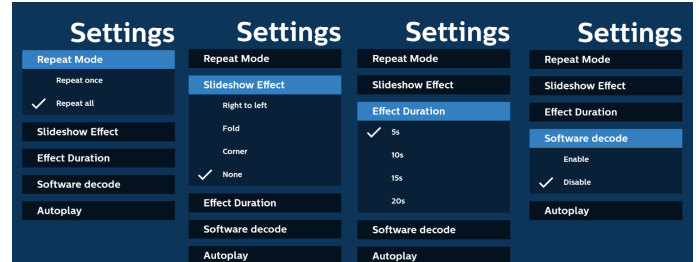 Settings
Repeat Mode
Repeat once
Repeat all
Slideshow Effect
Effect Duration
Software decode
Autoplay
Settings
Repeat Mode
Slideshow Effect
Right to left
Fold
Corner
None
Effect Duration
Software decode
Autoplay
Settings
Repeat Mode
Slideshow Effect
Effect Duration
5s
10s
15s
20s
Software decode
Autoplay
Settings
Repeat Mode
Slideshow Effect
Effect Duration
Software decode
Enable
Disable
Autoplay